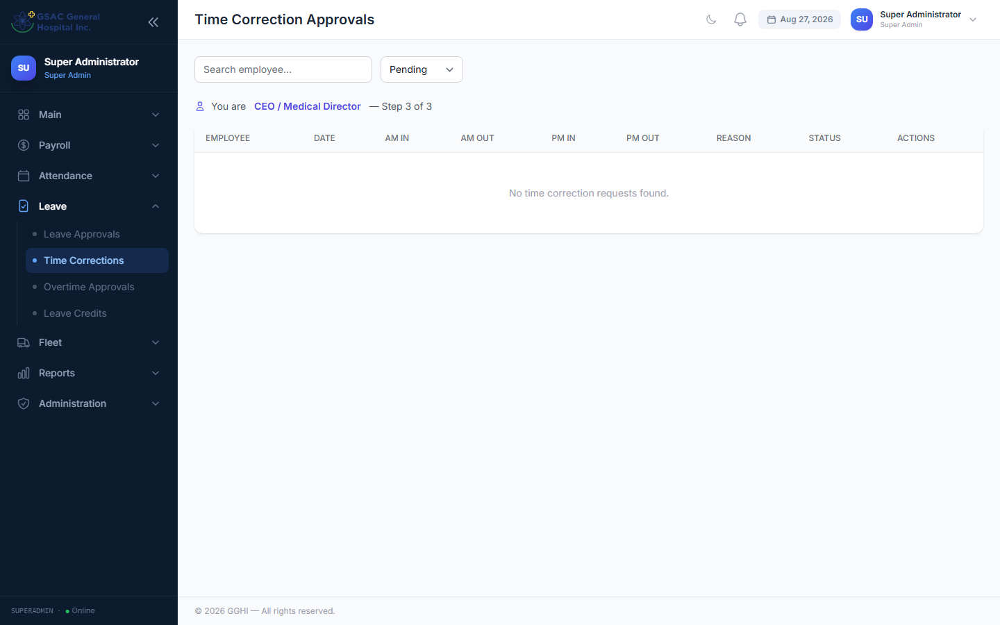 GSAC General
Hospital Inc.
SU
Super Administrator
Super Admin
Main
Payroll
Attendance
Leave
Leave Approvals
Time Corrections
Overtime Approvals
Leave Credits
Fleet
Reports
Administration
SUPERADMIN · Online
Time Correction Approvals
Aug 27, 2026
SU
Super Administrator
Super Admin
Search employee...
Pending
You are CEO / Medical Director — Step 3 of 3
EMPLOYEE DATE AM IN AM OUT PM IN PM OUT REASON STATUS ACTIONS
No time correction requests found.
© 2026 GGHI — All rights reserved.